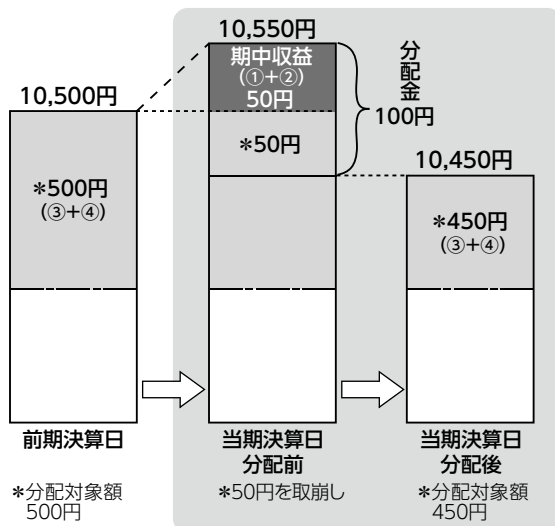 10,500円
*500円
(③+④)
前期決算日
*分配対象額
500円
10,550円
期中収益
(①+②)
50円
*50円
分配金
100円
当期決算日
分配前
*50円を取崩し
10,450円
*450円
(③+④)
当期決算日
分配後
*分配対象額
450円